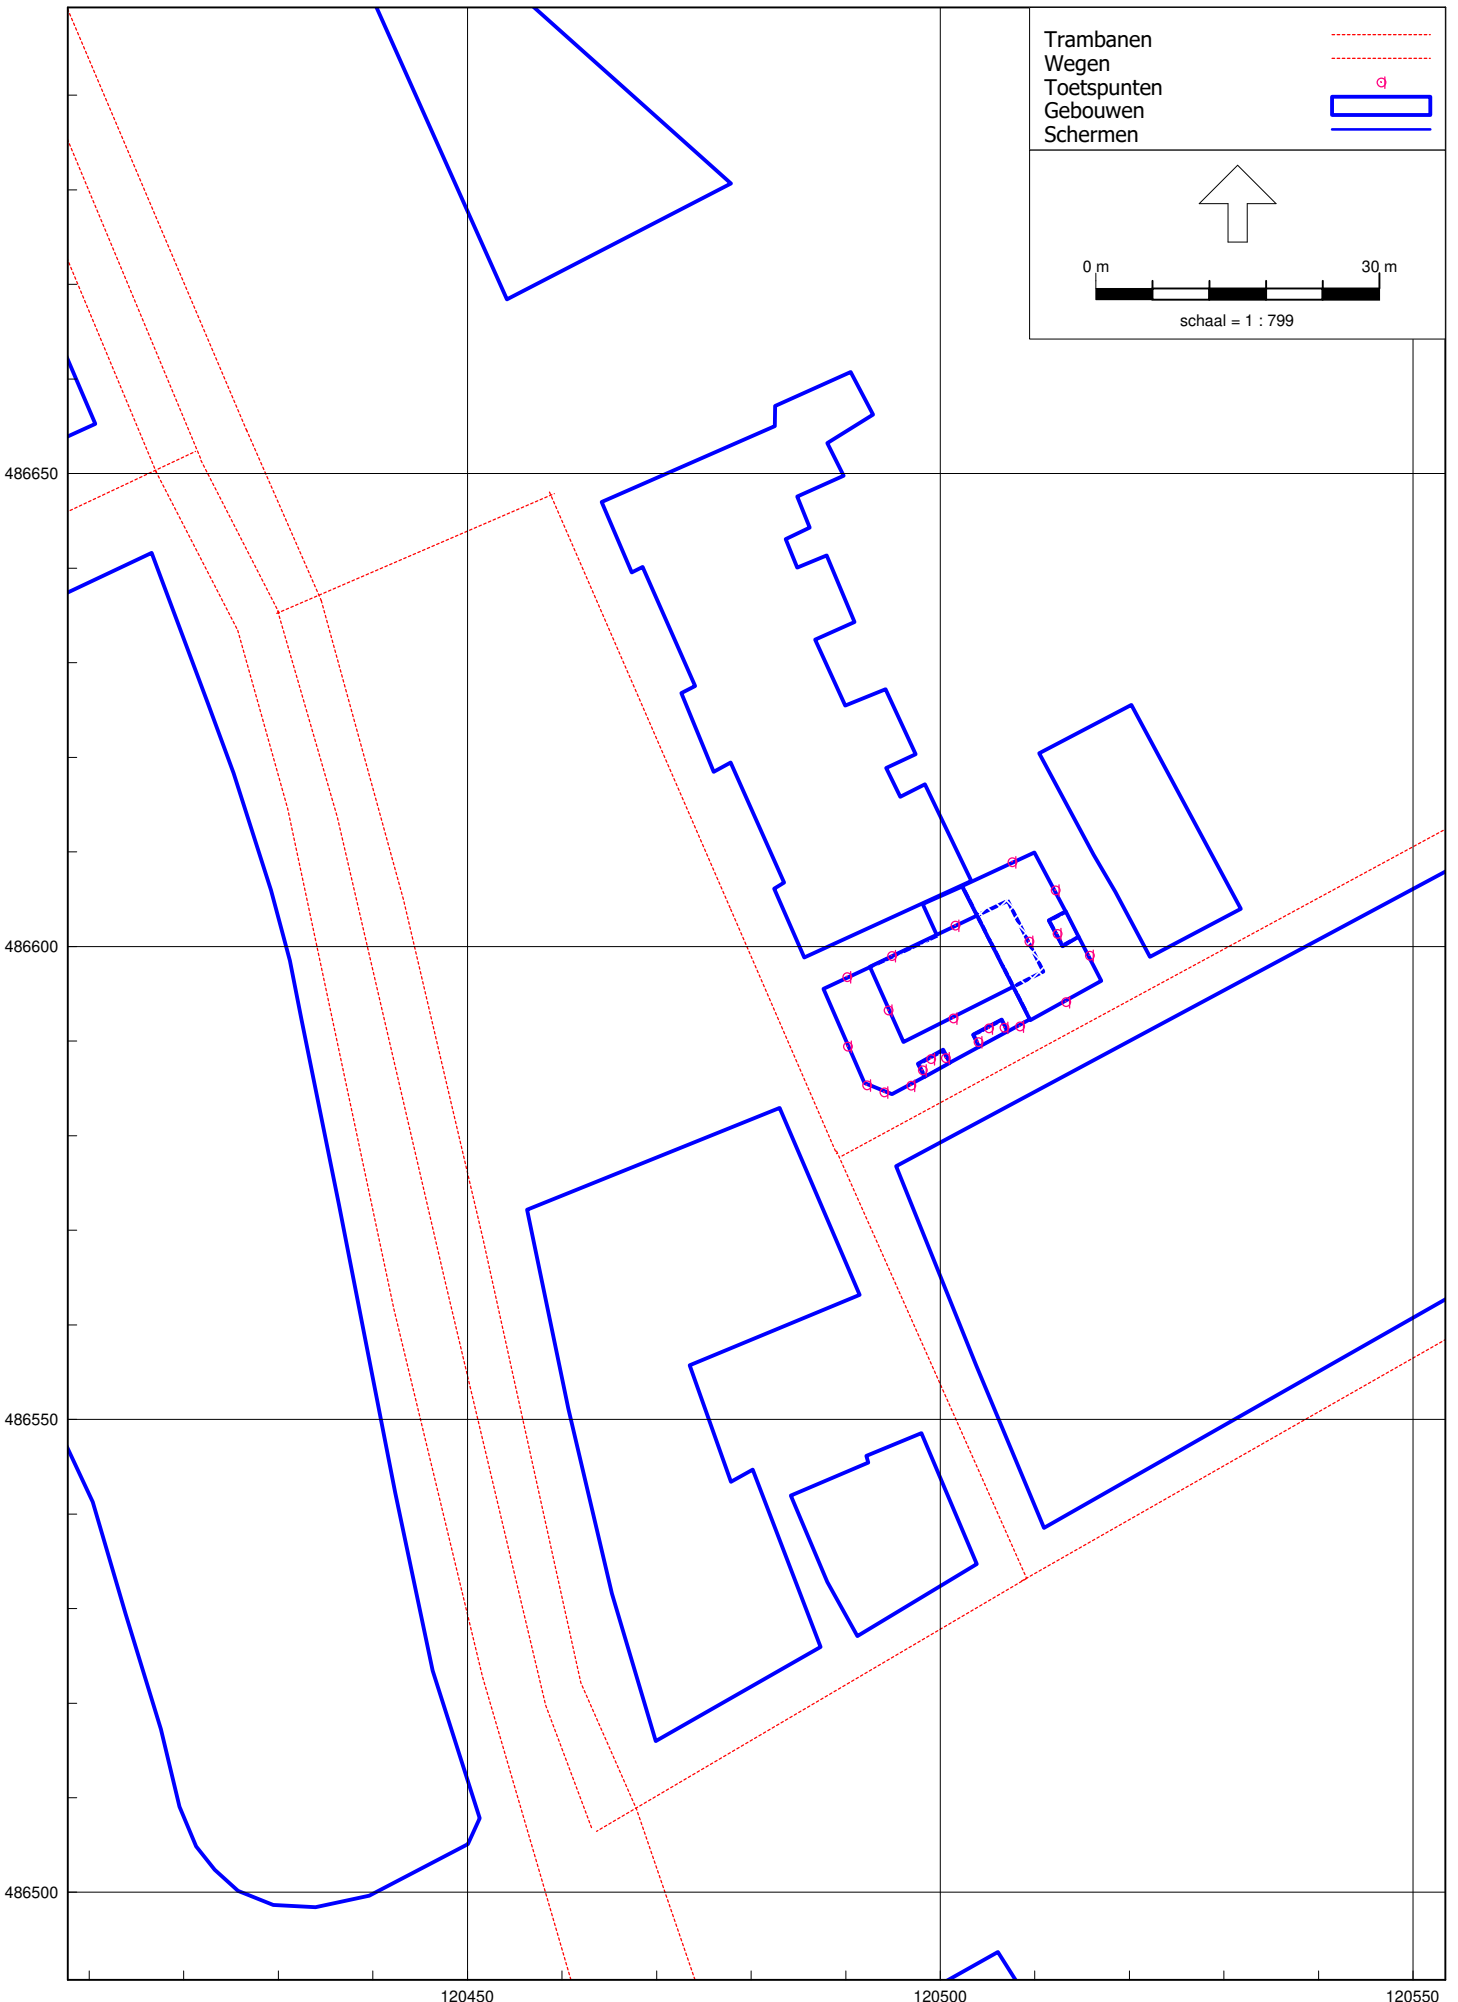 Trambanen
Wegen
Toetspunten
Gebouwen
Schermen
0 m 30 m
schaal = 1 : 799
486650
486600
486550
486500
120450 120500 120550